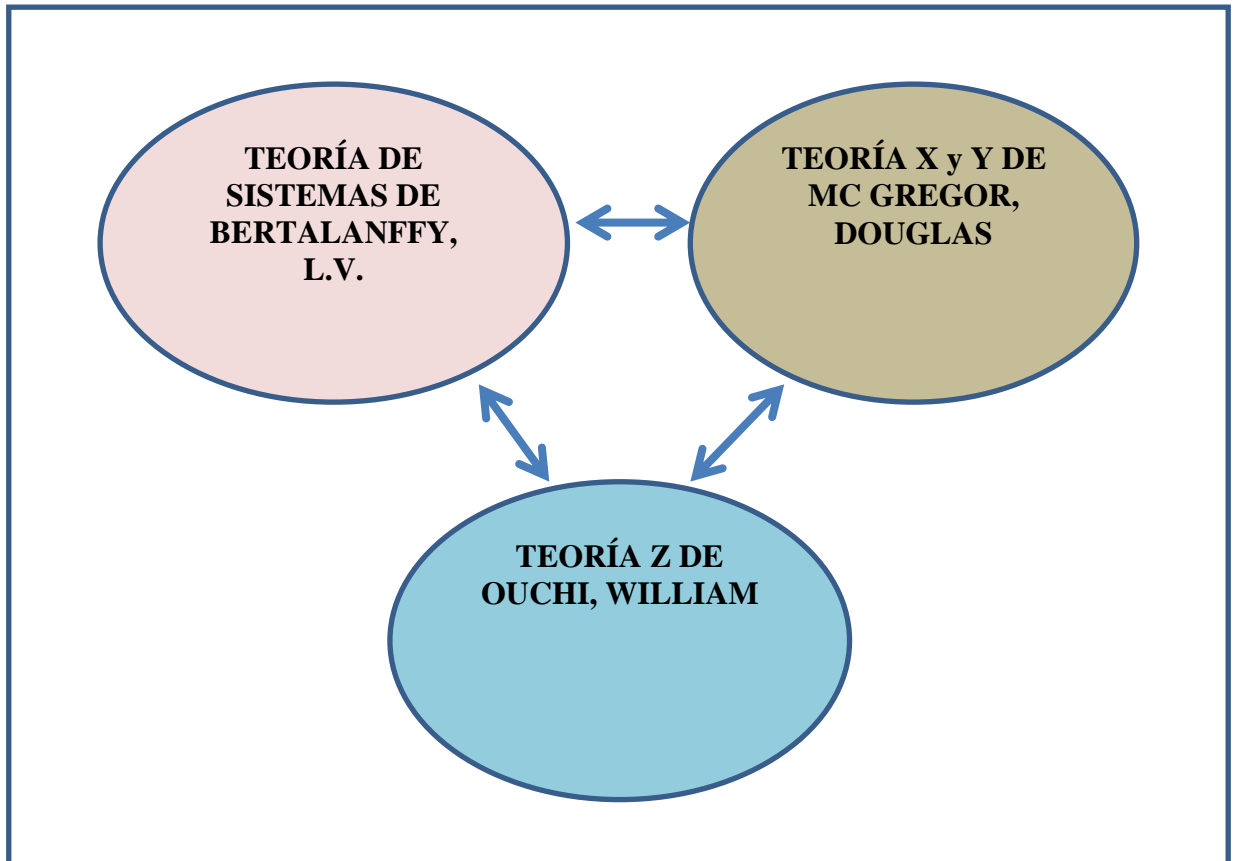 TEORÍA DE
SISTEMAS DE
BERTALANFFY,
L.V.
TEORÍA X y Y DE
MC GREGOR,
DOUGLAS
TEORÍA Z DE
OUCHI, WILLIAM